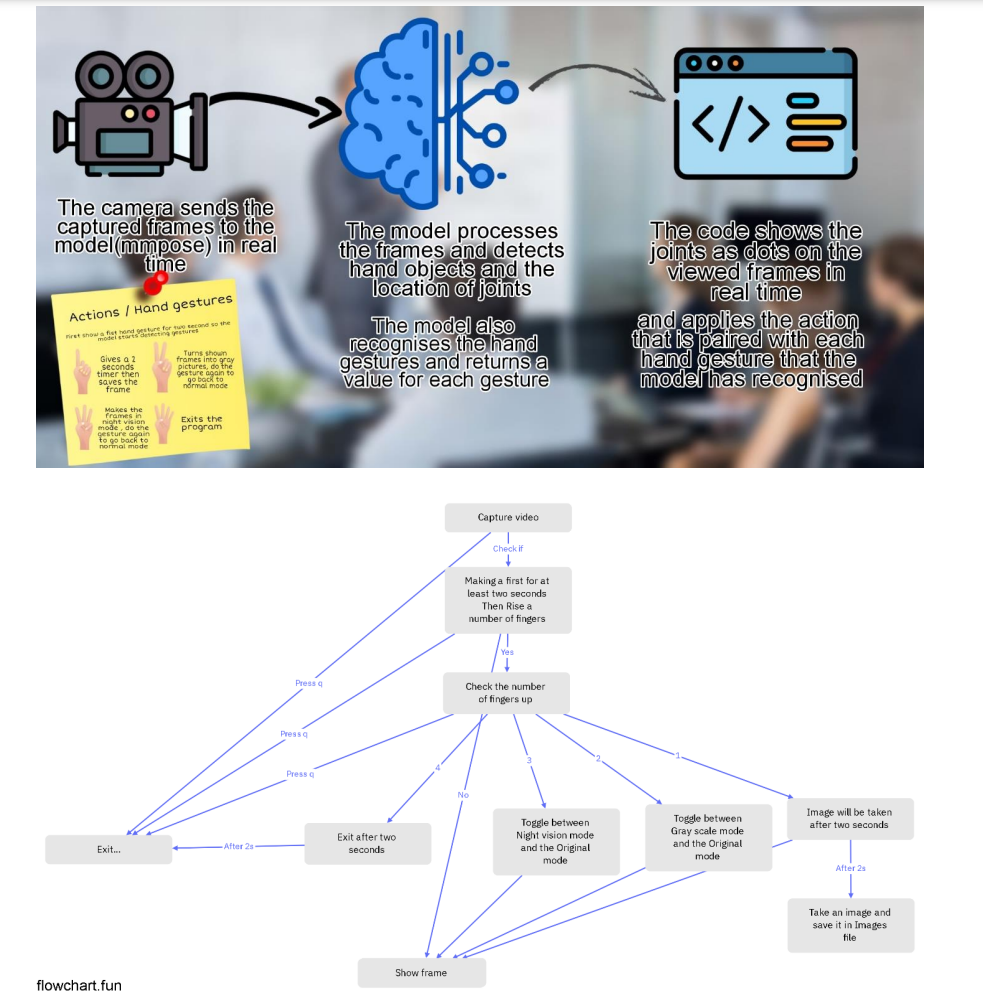 The camera sends the
captured frames to the
model(mmpose) in real
time
The model processes
the frames and detects
hand objects and the
location of joints
The model also
recognises the hand
gestures and returns a
value for each gesture
The code shows the
joints as dots on the
viewed frames in
real time
and applies the action
that is paired with each
hand gesture that the
model has recognised
Actions / Hand gestures
First show a fist hand gesture for two second so the
model starts detecting gestures
Gives a 2
seconds
timer then
saves the
frame
Turns shown
frames into gray
pictures, do the
gesture again to
go back to
normal mode
Makes the
frames in
night vision
mode , do the
gesture again
to go back to
normal mode
Exits the
program
Capture video
Check if
Making a first for at
least two seconds
Then Rise a
number of fingers
Yes
Check the number
of fingers up
Press q
Press q
Press q
4
No
3
2
1
Exit...
After 2s
Exit after two
seconds
Toggle between
Night vision mode
and the Original
mode
Toggle between
Gray scale mode
and the Original
mode
Image will be taken
after two seconds
After 2s
Take an image and
save it in Images
file
Show frame
flowchart.fun